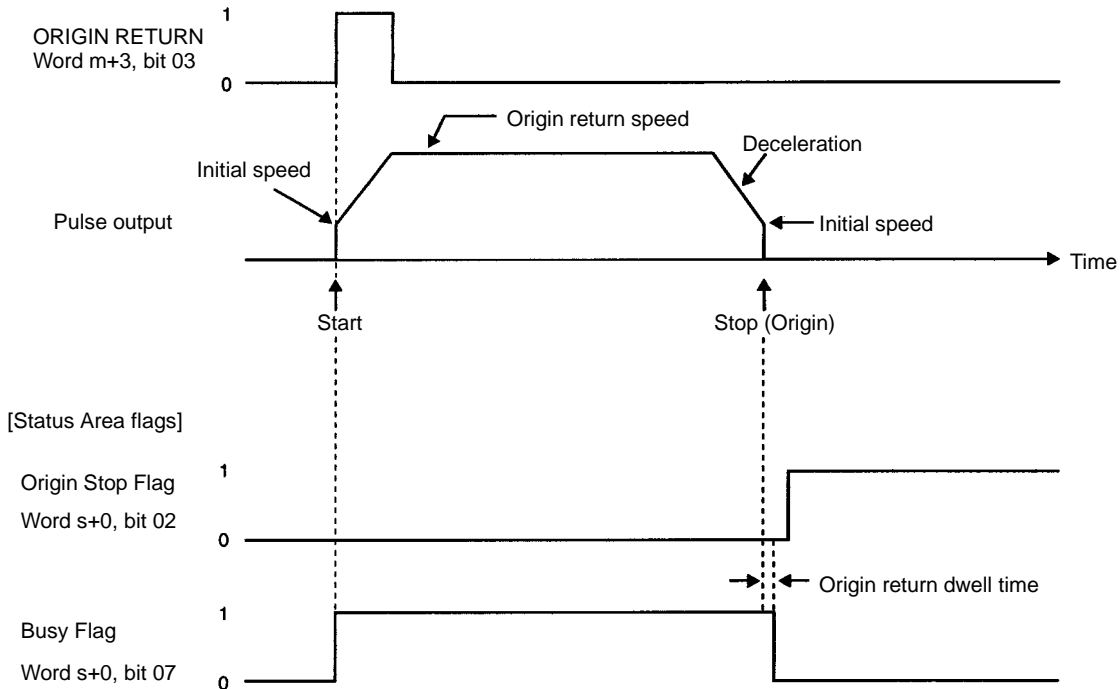 1
ORIGIN RETURN
Word m+3, bit 03
0
Origin return speed
Deceleration
Initial speed
Pulse output
Initial speed
Time
Start
Stop (Origin)
[Status Area flags]
1
Origin Stop Flag
Word s+0, bit 02
0
Origin return dwell time
1
Busy Flag
Word s+0, bit 07
0